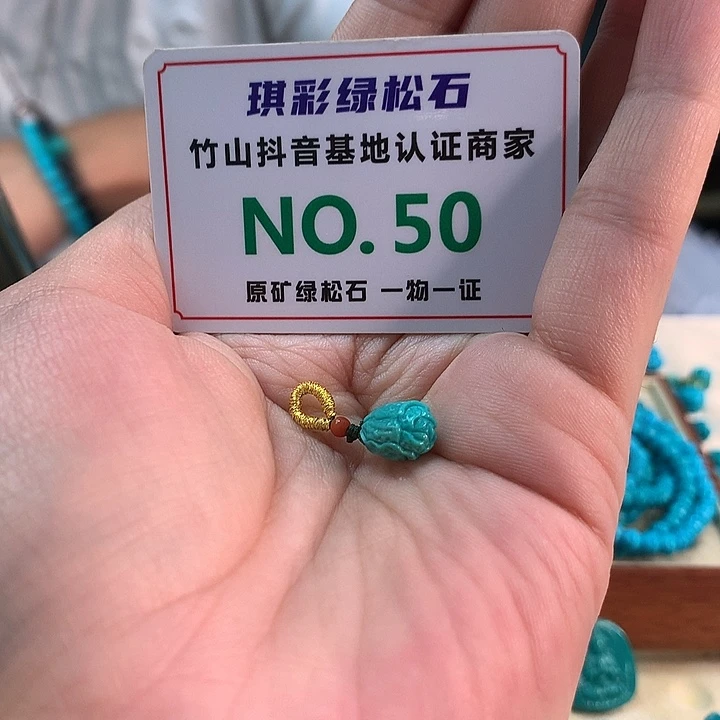 琪彩绿松石
竹山抖音基地认证商家
NO. 50
原矿绿松石 一物一证